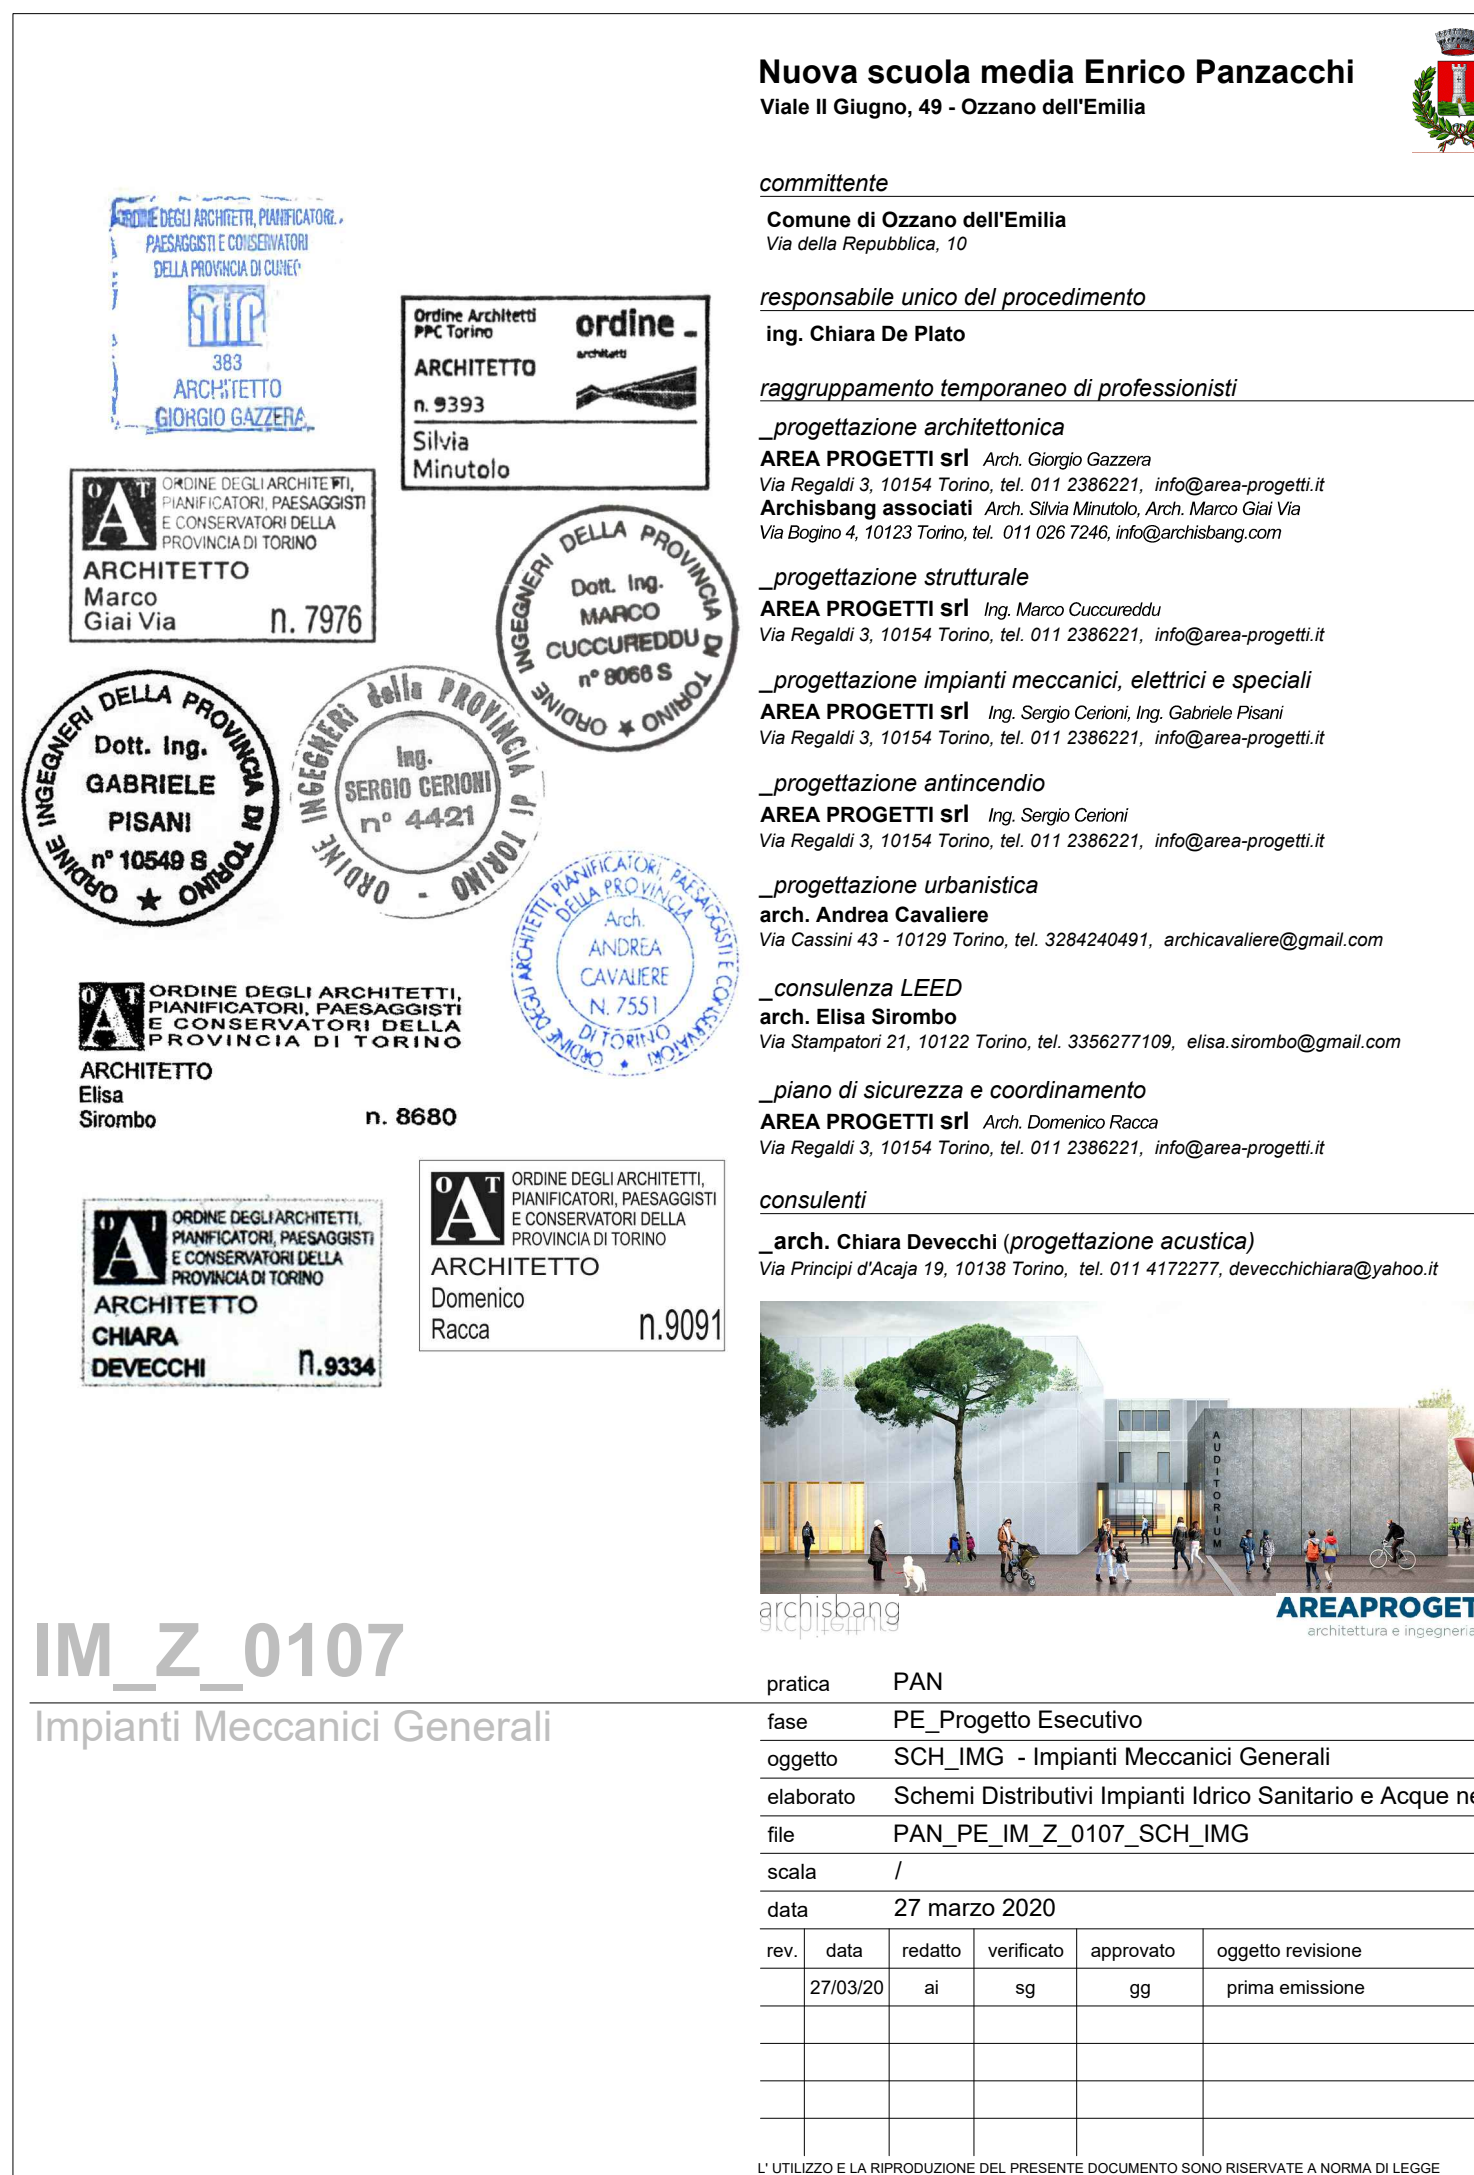 Nuova scuola media Enrico Panzacchi
Viale II Giugno, 49 - Ozzano dell'Emilia
committente
Comune di Ozzano dell'Emilia
Via della Repubblica, 10
responsabile unico del procedimento
ing. Chiara De Plato
raggruppamento temporaneo di professionisti
_progettazione architettonica
AREA PROGETTI srl Arch. Giorgio Gazzera
Via Regaldi 3, 10154 Torino, tel. 011 2386221, info@area-progetti.it
Archisbang associati Arch. Silvia Minutolo, Arch. Marco Giai Via
Via Bogino 4, 10123 Torino, tel. 011 026 7246, info@archisbang.com
_progettazione strutturale
AREA PROGETTI srl Ing. Marco Cuccureddu
Via Regaldi 3, 10154 Torino, tel. 011 2386221, info@area-progetti.it
_progettazione impianti meccanici, elettrici e speciali
AREA PROGETTI srl Ing. Sergio Cerioni, Ing. Gabriele Pisani
Via Regaldi 3, 10154 Torino, tel. 011 2386221, info@area-progetti.it
_progettazione antincendio
AREA PROGETTI srl Ing. Sergio Cerioni
Via Regaldi 3, 10154 Torino, tel. 011 2386221, info@area-progetti.it
_progettazione urbanistica
arch. Andrea Cavaliere
Via Cassini 43 - 10129 Torino, tel. 3284240491, archicavaliere@gmail.com
_consulenza LEED
arch. Elisa Sirombo
Via Stampatori 21, 10122 Torino, tel. 3356277109, elisa.sirombo@gmail.com
_piano di sicurezza e coordinamento
AREA PROGETTI srl Arch. Domenico Racca
Via Regaldi 3, 10154 Torino, tel. 011 2386221, info@area-progetti.it
consulenti
_arch. Chiara Devecchi (progettazione acustica)
Via Principi d'Acaja 19, 10138 Torino, tel. 011 4172277, devecchichiara@yahoo.it
ORDINE DEGLI ARCHITETTI, PIANIFICATORI,
PAESAGGISTI E CONSERVATORI
DELLA PROVINCIA DI CUNEO
383
ARCHITETTO
GIORGIO GAZZERA
Ordine Architetti
PPC Torino
ordine
architetti
ARCHITETTO
n. 9393
Silvia
Minutolo
OAT
ORDINE DEGLI ARCHITETTI,
PIANIFICATORI, PAESAGGISTI
E CONSERVATORI DELLA
PROVINCIA DI TORINO
ARCHITETTO
Marco
Giai Via n. 7976
ORDINE INGEGNERI DELLA PROVINCIA DI TORINO
Dott. Ing.
MARCO
CUCCUREDDU
n° 8066 S
ORDINE INGEGNERI DELLA PROVINCIA DI TORINO
Dott. Ing.
GABRIELE
PISANI
n° 10549 S
ORDINE INGEGNERI della PROVINCIA di TORINO
Ing.
SERGIO CERIONI
n° 4421
ORDINE DEGLI ARCHITETTI, PIANIFICATORI, PAESAGGISTI E CONSERVATORI
DELLA PROVINCIA
Arch.
ANDREA
CAVALIERE
N. 7551
DI TORINO
OAT
ORDINE DEGLI ARCHITETTI,
PIANIFICATORI, PAESAGGISTI
E CONSERVATORI DELLA
PROVINCIA DI TORINO
ARCHITETTO
Elisa
Sirombo n. 8680
OAT
ORDINE DEGLI ARCHITETTI,
PIANIFICATORI, PAESAGGISTI
E CONSERVATORI DELLA
PROVINCIA DI TORINO
ARCHITETTO
CHIARA
DEVECCHI n.9334
OAT
ORDINE DEGLI ARCHITETTI,
PIANIFICATORI, PAESAGGISTI
E CONSERVATORI DELLA
PROVINCIA DI TORINO
ARCHITETTO
Domenico
Racca n.9091
AUDITORIUM
archisbang
architetture
AREAPROGET
architettura e ingegneria
IM_Z_0107
Impianti Meccanici Generali
pratica PAN
fase PE_Progetto Esecutivo
oggetto SCH_IMG - Impianti Meccanici Generali
elaborato Schemi Distributivi Impianti Idrico Sanitario e Acque ne
file PAN_PE_IM_Z_0107_SCH_IMG
scala /
data 27 marzo 2020
rev. data redatto verificato approvato oggetto revisione
27/03/20 ai sg gg prima emissione
L' UTILIZZO E LA RIPRODUZIONE DEL PRESENTE DOCUMENTO SONO RISERVATE A NORMA DI LEGGE